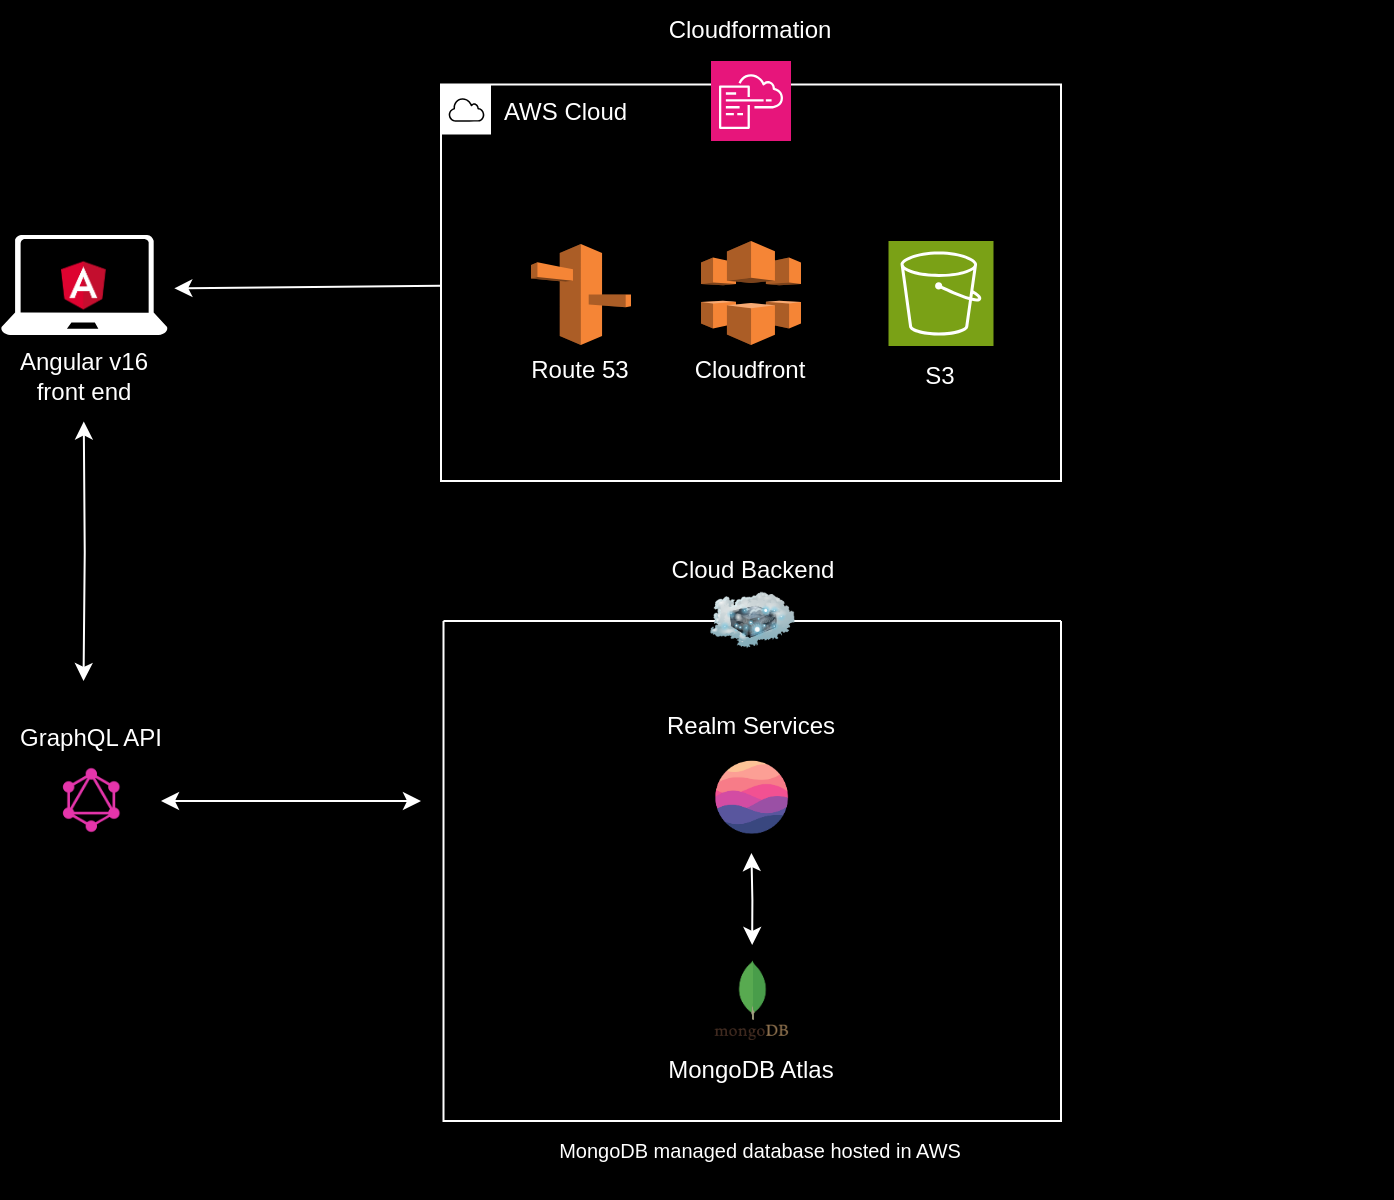 Cloudformation
AWS Cloud
Route 53
Cloudfront
S3
Angular v16
front end
Cloud Backend
GraphQL API
Realm Services
mongoDB
MongoDB Atlas
MongoDB managed database hosted in AWS